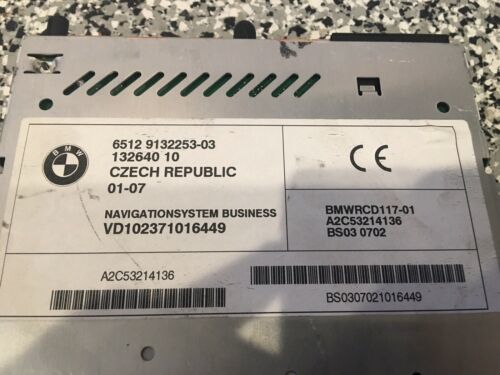 BMW
6512 9132253-03
132640 10
CZECH REPUBLIC
01-07
NAVIGATIONSYSTEM BUSINESS
VD102371016449
CE
BMWRCD117-01
A2C53214136
BS03 0702
A2C53214136
BS0307021016449